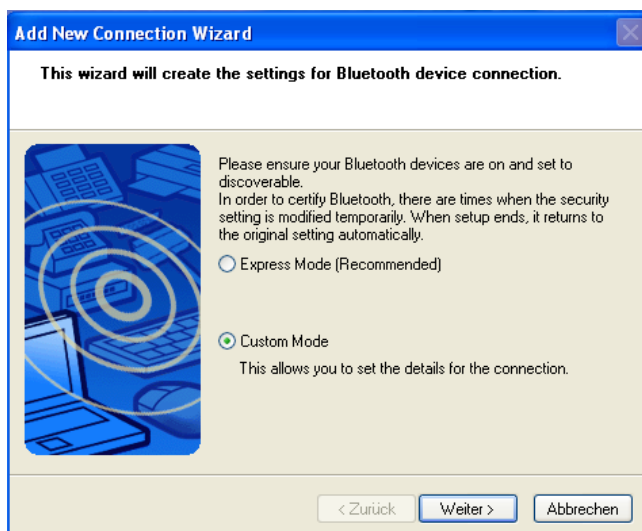 Add New Connection Wizard
This wizard will create the settings for Bluetooth device connection.
Please ensure your Bluetooth devices are on and set to
discoverable.
In order to certify Bluetooth, there are times when the security
setting is modified temporarily. When setup ends, it returns to
the original setting automatically.
Express Mode (Recommended)
Custom Mode
This allows you to set the details for the connection.
< Zurück Weiter > Abbrechen